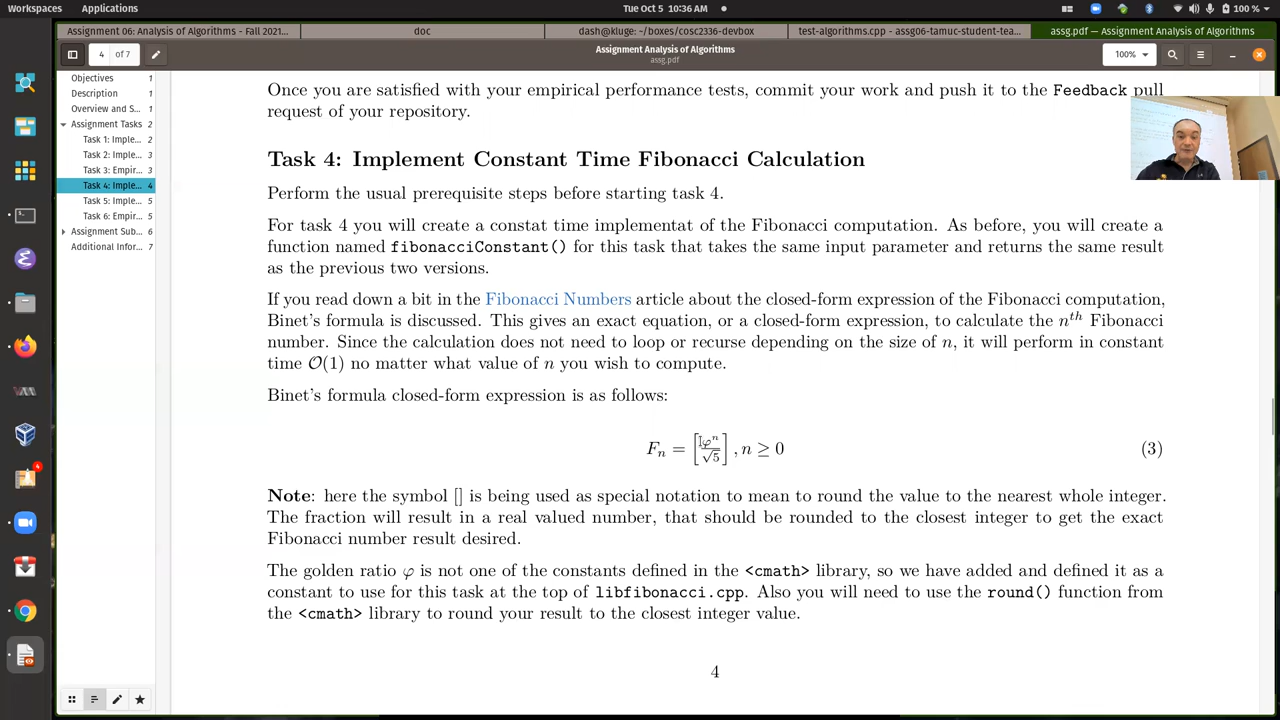 Workspaces Applications Tue Oct 5 10:36 AM 100 %
Assignment 06: Analysis of Algorithms - Fall 2021... doc dash@kluge: ~/boxes/cosc2336-devbox test-algorithms.cpp - assg06-tamuc-student-tea... assg.pdf — Assignment Analysis of Algorithms
4 of 7 Assignment Analysis of Algorithms 100%
assg.pdf
Objectives 1
Description 1
Overview and S... 1
Assignment Tasks 2
Task 1: Imple... 2
Task 2: Imple... 3
Task 3: Empir... 3
Task 4: Imple... 4
Task 5: Imple... 5
Task 6: Empir... 5
Assignment Sub... 6
Additional Infor... 7
Once you are satisfied with your empirical performance tests, commit your work and push it to the Feedback pull
request of your repository.
Task 4: Implement Constant Time Fibonacci Calculation
Perform the usual prerequisite steps before starting task 4.
For task 4 you will create a constat time implementat of the Fibonacci computation. As before, you will create a
function named fibonacciConstant() for this task that takes the same input parameter and returns the same result
as the previous two versions.
If you read down a bit in the Fibonacci Numbers article about the closed-form expression of the Fibonacci computation,
Binet's formula is discussed. This gives an exact equation, or a closed-form expression, to calculate the nth Fibonacci
number. Since the calculation does not need to loop or recurse depending on the size of n, it will perform in constant
time O(1) no matter what value of n you wish to compute.
Binet's formula closed-form expression is as follows:
Fn = [φ^n / √5], n ≥ 0 (3)
Note: here the symbol [] is being used as special notation to mean to round the value to the nearest whole integer.
The fraction will result in a real valued number, that should be rounded to the closest integer to get the exact
Fibonacci number result desired.
The golden ratio φ is not one of the constants defined in the <cmath> library, so we have added and defined it as a
constant to use for this task at the top of libfibonacci.cpp. Also you will need to use the round() function from
the <cmath> library to round your result to the closest integer value.
4